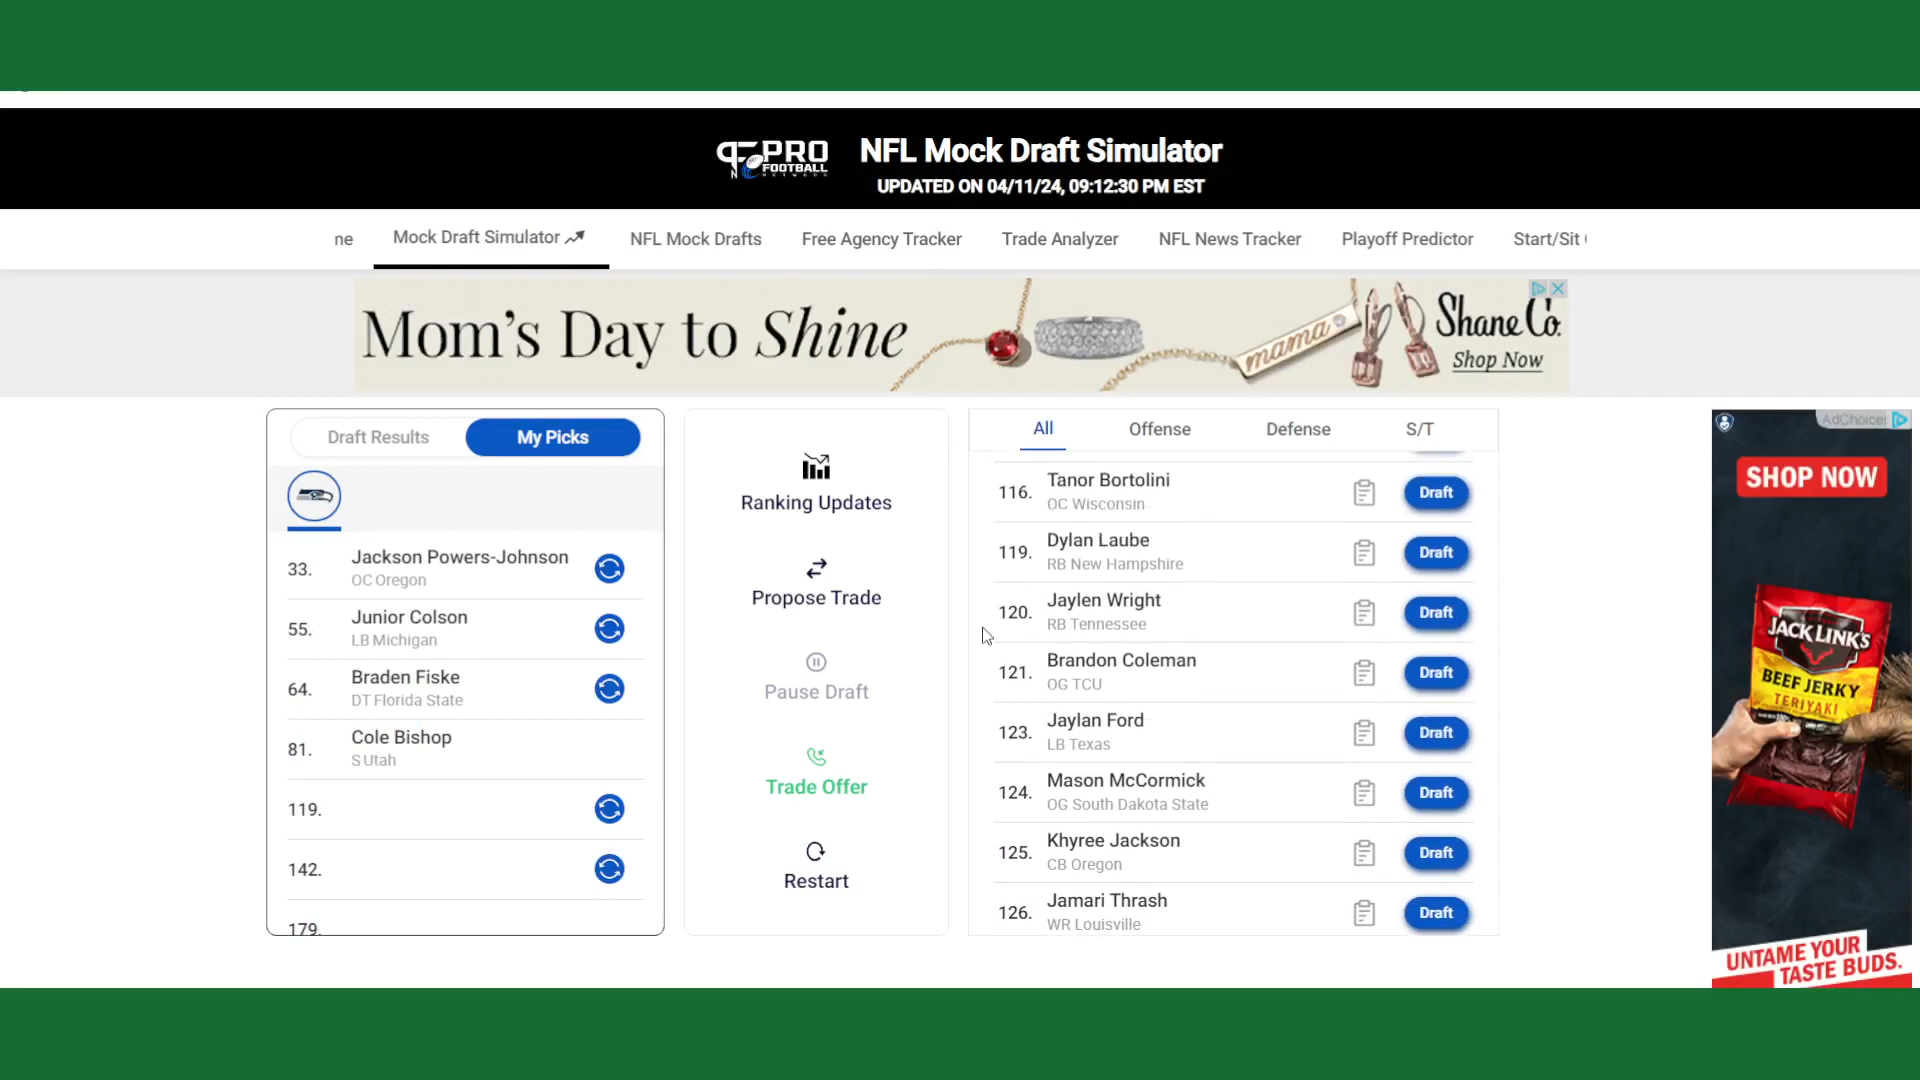 PRO
FOOTBALL
NETWORK
NFL Mock Draft Simulator
UPDATED ON 04/11/24, 09:12:30 PM EST
ne
Mock Draft Simulator
NFL Mock Drafts
Free Agency Tracker
Trade Analyzer
NFL News Tracker
Playoff Predictor
Start/Sit
Mom's Day to Shine
mama
Shane Co.
Shop Now
Draft Results
My Picks
33.
Jackson Powers-Johnson
OC Oregon
55.
Junior Colson
LB Michigan
64.
Braden Fiske
DT Florida State
81.
Cole Bishop
S Utah
119.
142.
179.
Ranking Updates
Propose Trade
Pause Draft
Trade Offer
Restart
All
Offense
Defense
S/T
116.
Tanor Bortolini
OC Wisconsin
Draft
119.
Dylan Laube
RB New Hampshire
Draft
120.
Jaylen Wright
RB Tennessee
Draft
121.
Brandon Coleman
OG TCU
Draft
123.
Jaylan Ford
LB Texas
Draft
124.
Mason McCormick
OG South Dakota State
Draft
125.
Khyree Jackson
CB Oregon
Draft
126.
Jamari Thrash
WR Louisville
Draft
AdChoices
SHOP NOW
JACK LINK'S
BEEF JERKY
TERIYAKI
UNTAME YOUR
TASTE BUDS.